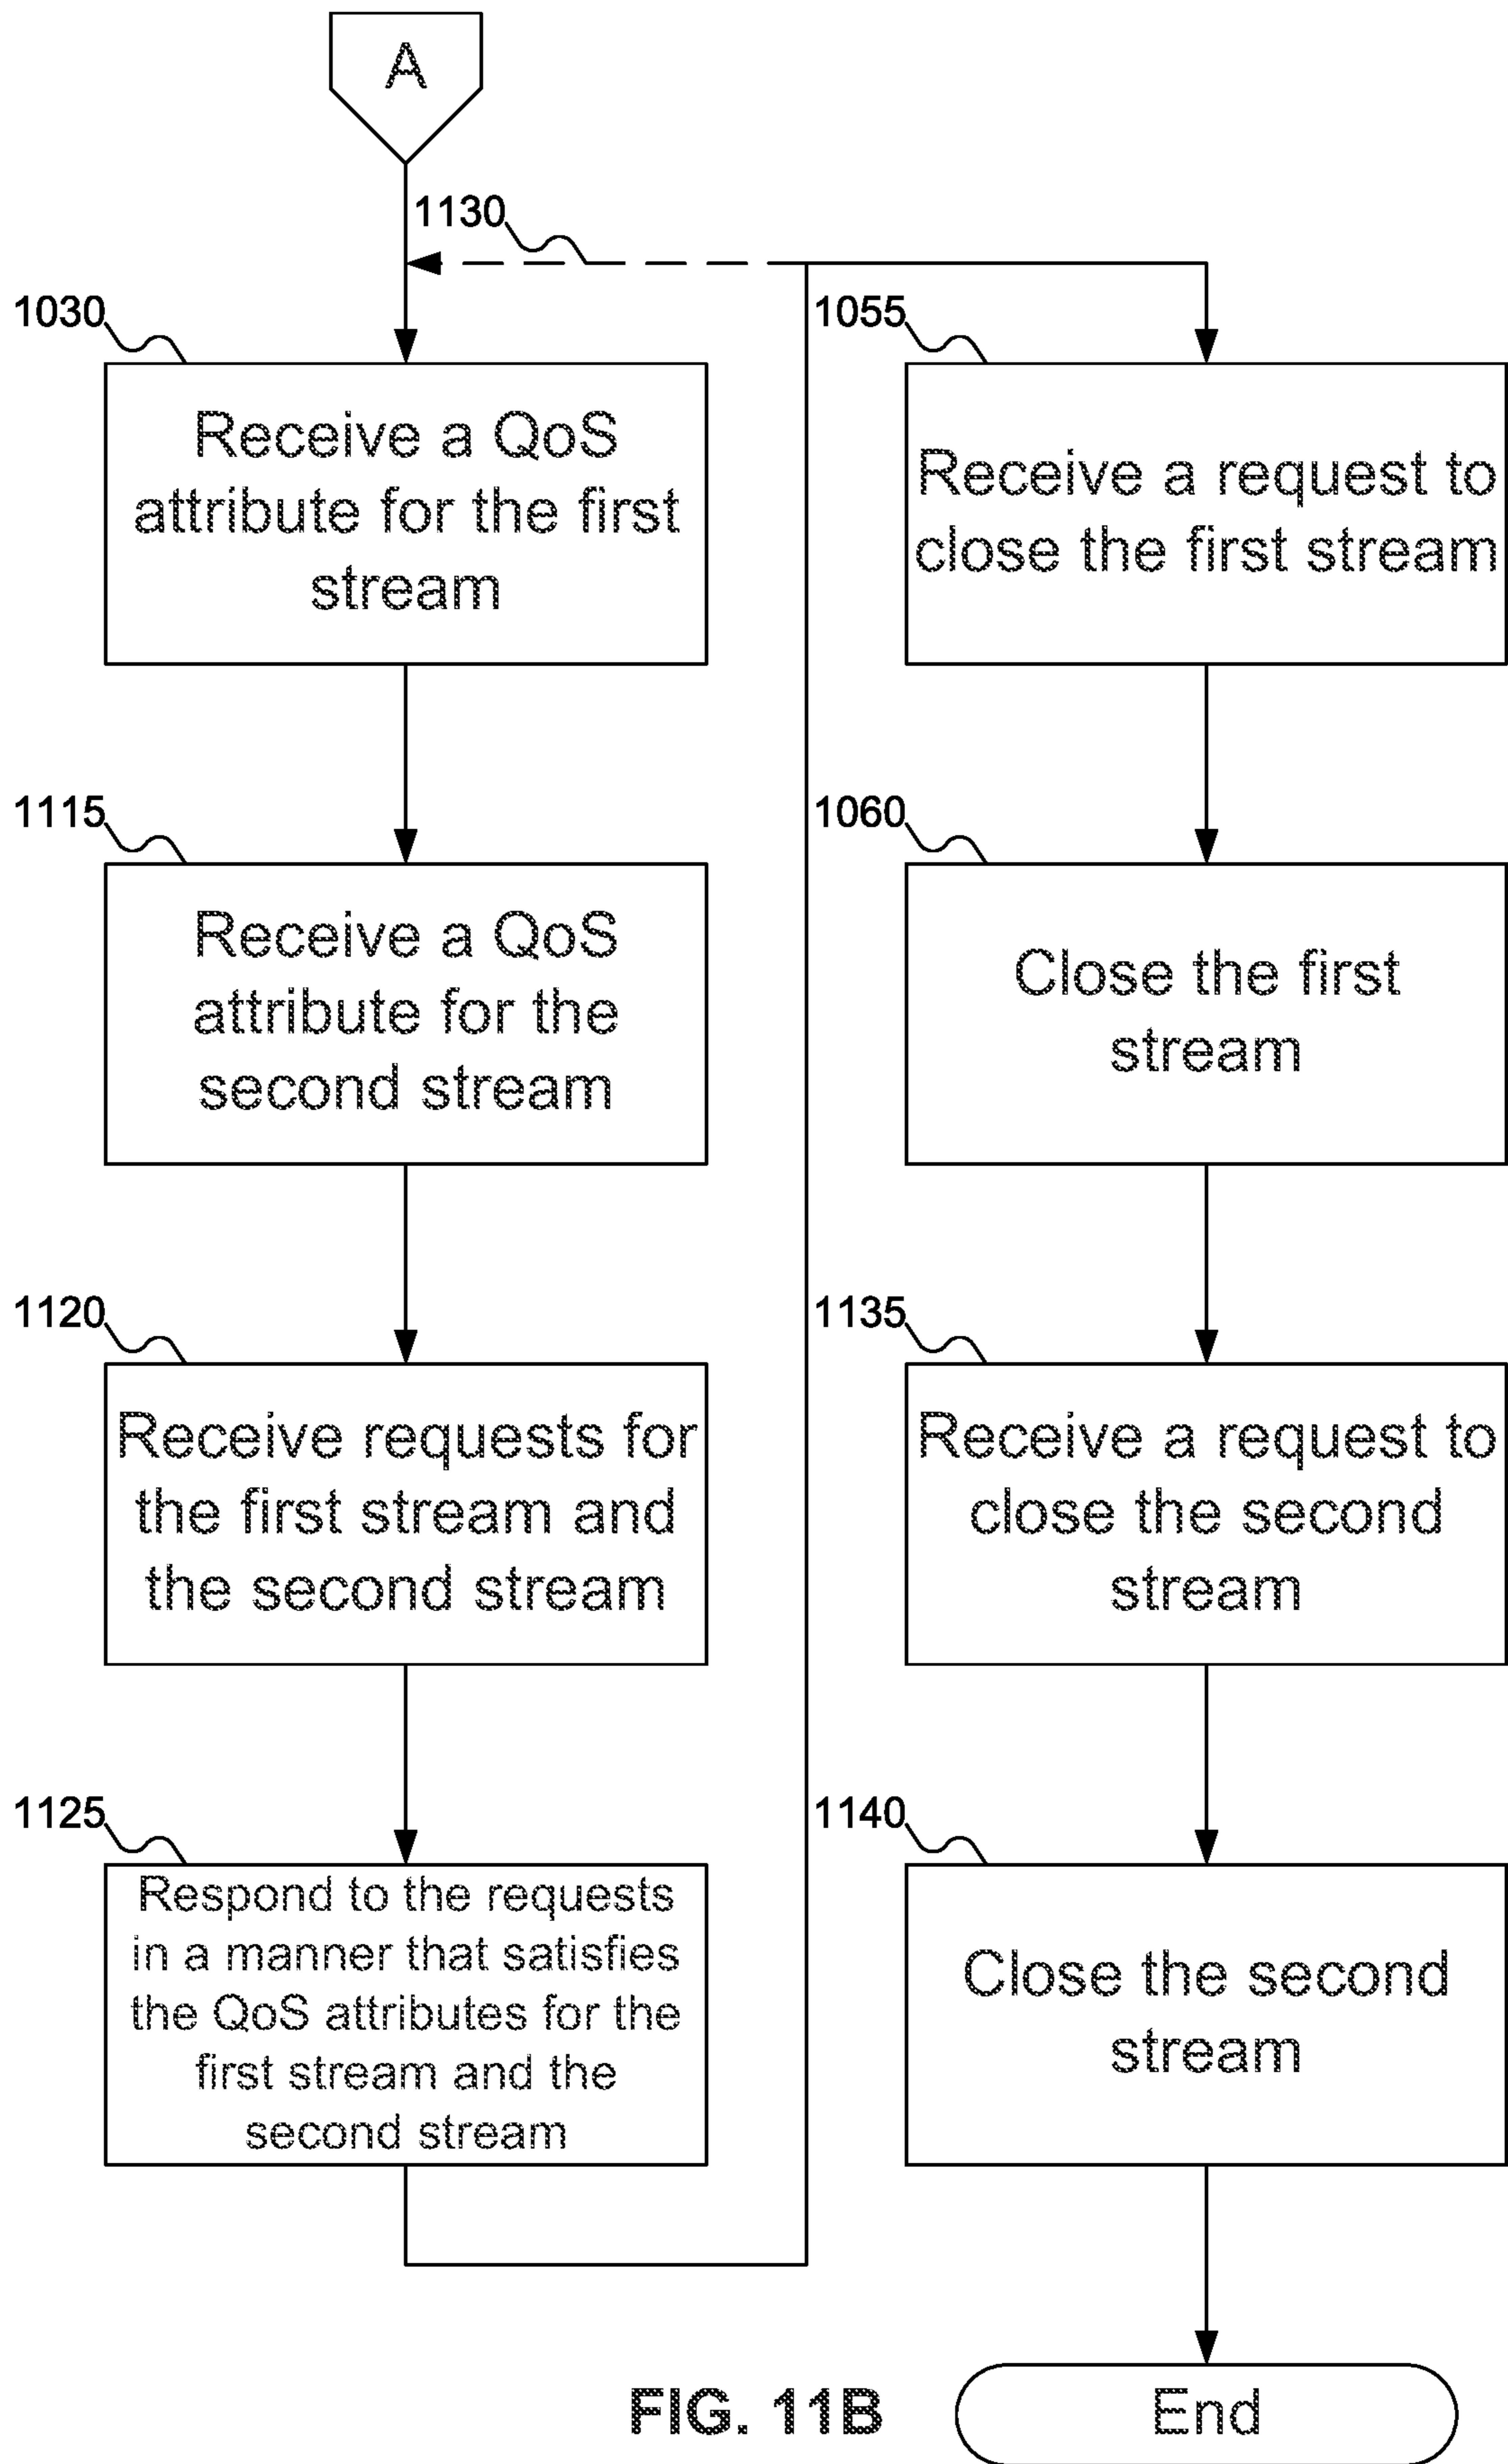 A
1130
1030
Receive a QoS
attribute for the first
stream
1115
Receive a QoS
attribute for the
second stream
1120
Receive requests for
the first stream and
the second stream
1125
Respond to the requests
in a manner that satisfies
the QoS attributes for the
first stream and the
second stream
1055
Receive a request to
close the first stream
1060
Close the first
stream
1135
Receive a request to
close the second
stream
1140
Close the second
stream
End
FIG. 11B